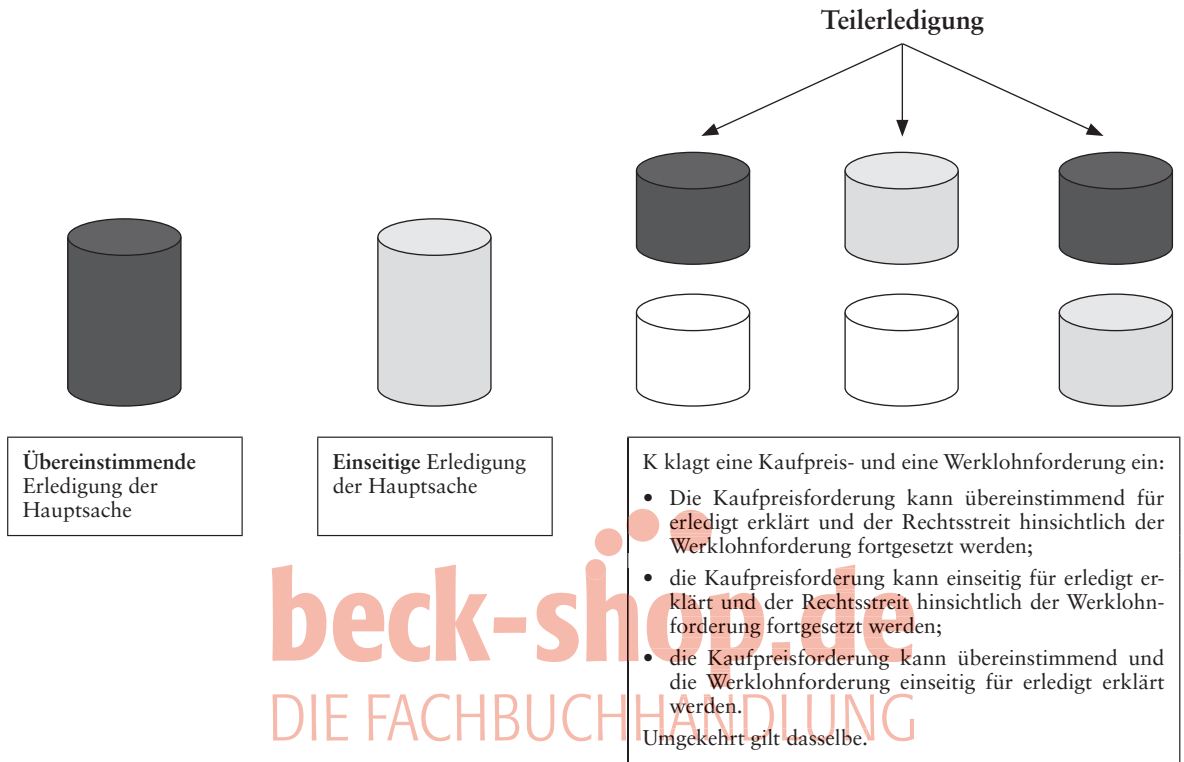 Teilerledigung
Übereinstimmende
Erledigung der
Hauptsache
Einseitige Erledigung
der Hauptsache
K klagt eine Kaufpreis- und eine Werklohnforderung ein:
• Die Kaufpreisforderung kann übereinstimmend für
erledigt erklärt und der Rechtsstreit hinsichtlich der
Werklohnforderung fortgesetzt werden;
• die Kaufpreisforderung kann einseitig für erledigt er-
klärt und der Rechtsstreit hinsichtlich der Werklohn-
forderung fortgesetzt werden;
• die Kaufpreisforderung kann übereinstimmend und
die Werklohnforderung einseitig für erledigt erklärt
werden.
Umgekehrt gilt dasselbe.
beck-shop.de
DIE FACHBUCHHANDLUNG